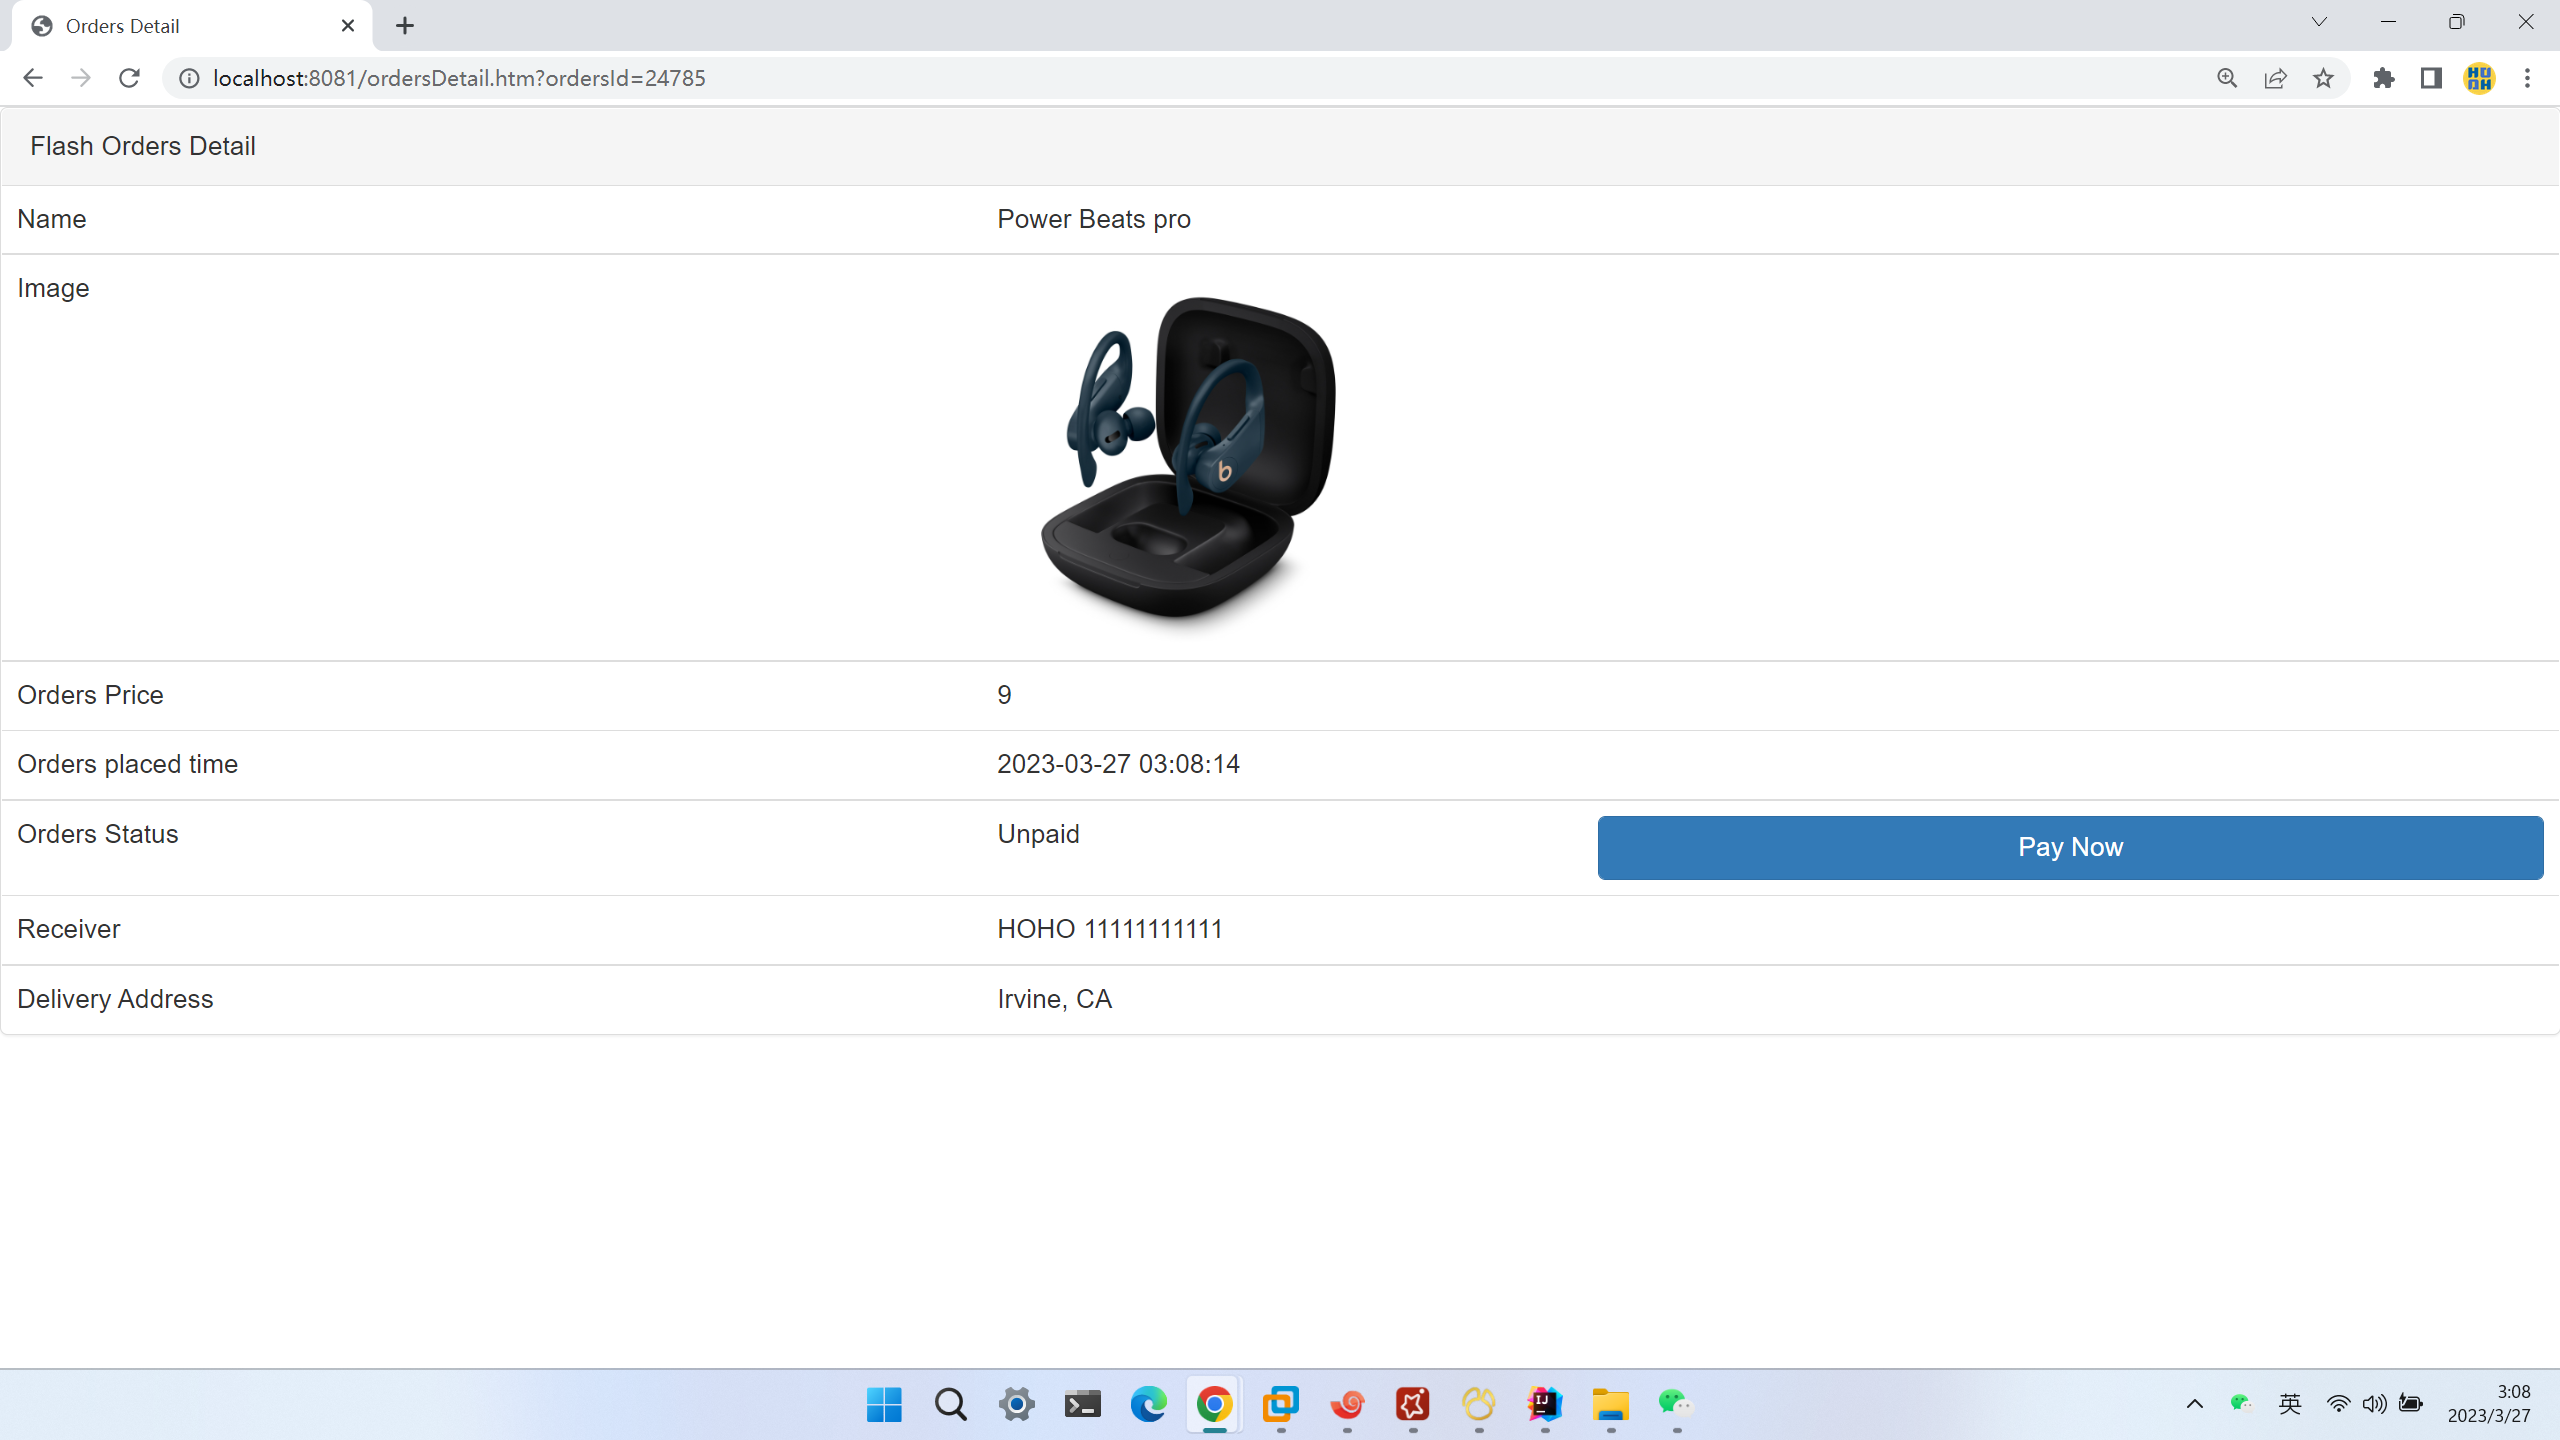 Orders Detail
localhost:8081/ordersDetail.htm?ordersId=24785
Flash Orders Detail
Name Power Beats pro
Image
b
Orders Price 9
Orders placed time 2023-03-27 03:08:14
Orders Status Unpaid Pay Now
Receiver HOHO 11111111111
Delivery Address Irvine, CA
英 3:08
2023/3/27